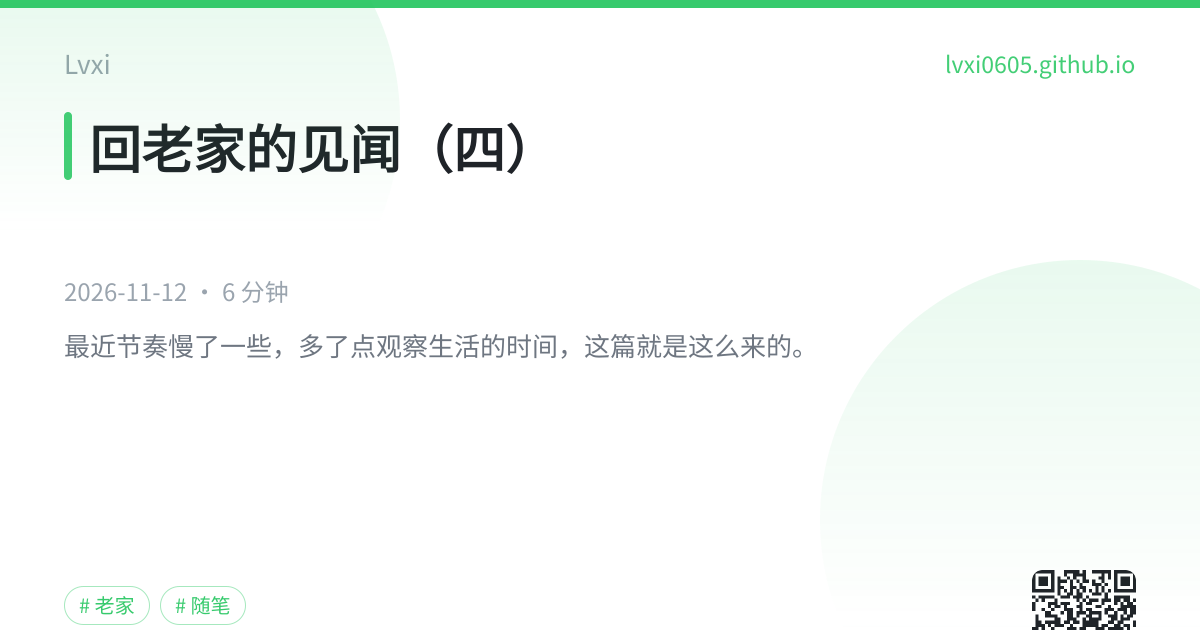 Lvxi
lvxi0605.github.io
回老家的见闻（四）
2026-11-12 · 6 分钟
最近节奏慢了一些，多了点观察生活的时间，这篇就是这么来的。
# 老家
# 随笔